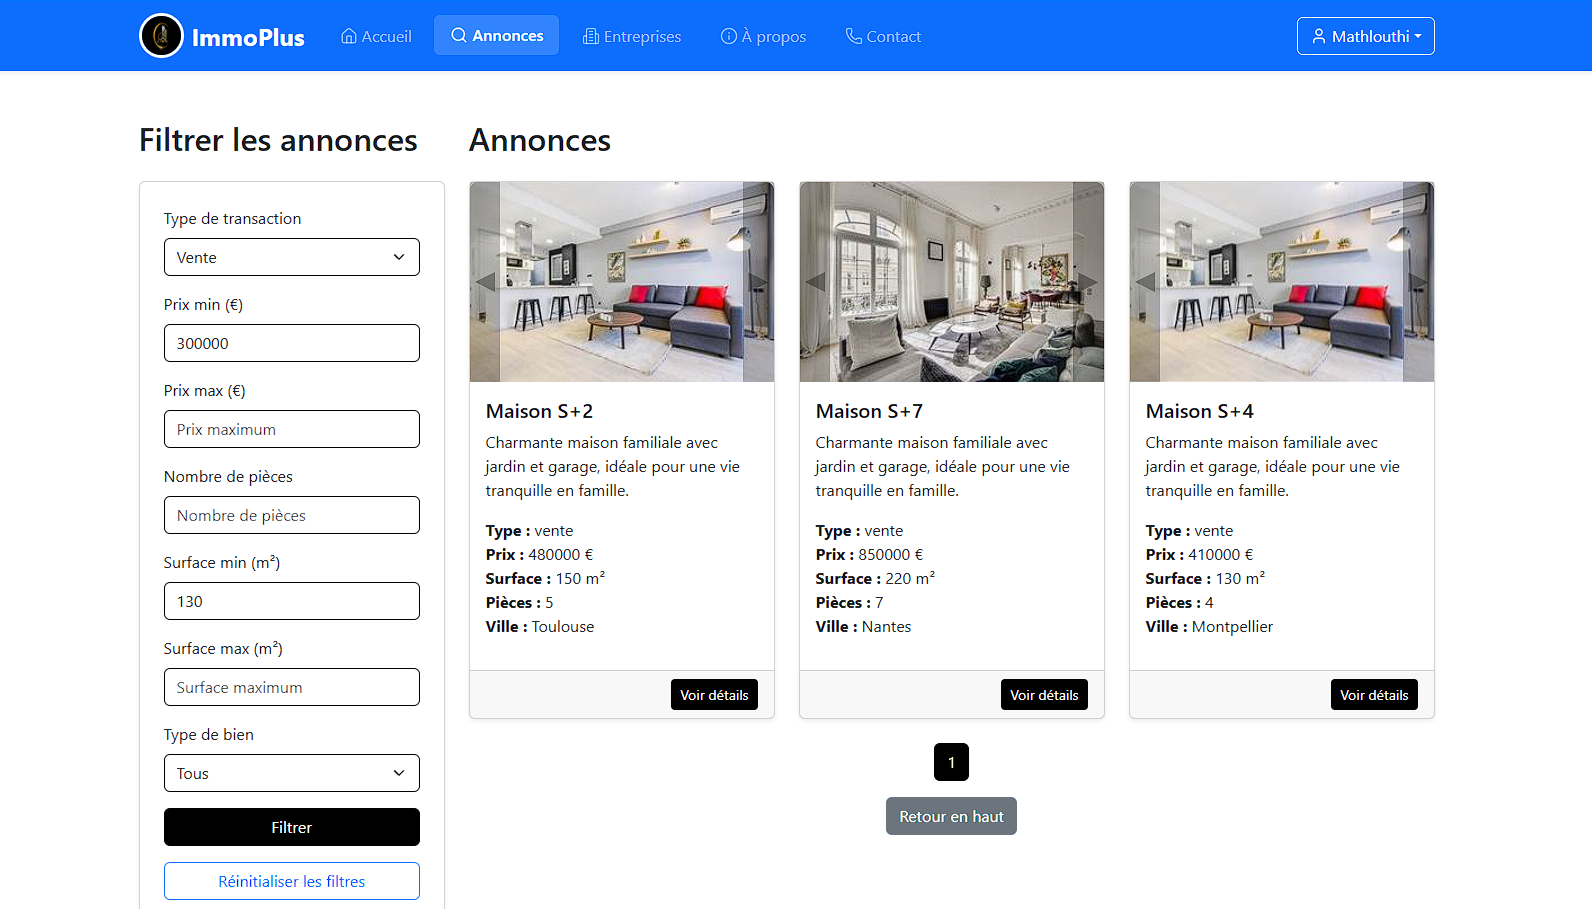 ImmoPlus
Accueil
Annonces
Entreprises
À propos
Contact
Mathlouthi
Filtrer les annonces
Type de transaction
Vente
Prix min (€)
300000
Prix max (€)
Prix maximum
Nombre de pièces
Nombre de pièces
Surface min (m²)
130
Surface max (m²)
Surface maximum
Type de bien
Tous
Filtrer
Réinitialiser les filtres
Annonces
Maison S+2
Charmante maison familiale avec
jardin et garage, idéale pour une vie
tranquille en famille.
Type : vente
Prix : 480000 €
Surface : 150 m²
Pièces : 5
Ville : Toulouse
Voir détails
Maison S+7
Charmante maison familiale avec
jardin et garage, idéale pour une vie
tranquille en famille.
Type : vente
Prix : 850000 €
Surface : 220 m²
Pièces : 7
Ville : Nantes
Voir détails
Maison S+4
Charmante maison familiale avec
jardin et garage, idéale pour une vie
tranquille en famille.
Type : vente
Prix : 410000 €
Surface : 130 m²
Pièces : 4
Ville : Montpellier
Voir détails
1
Retour en haut